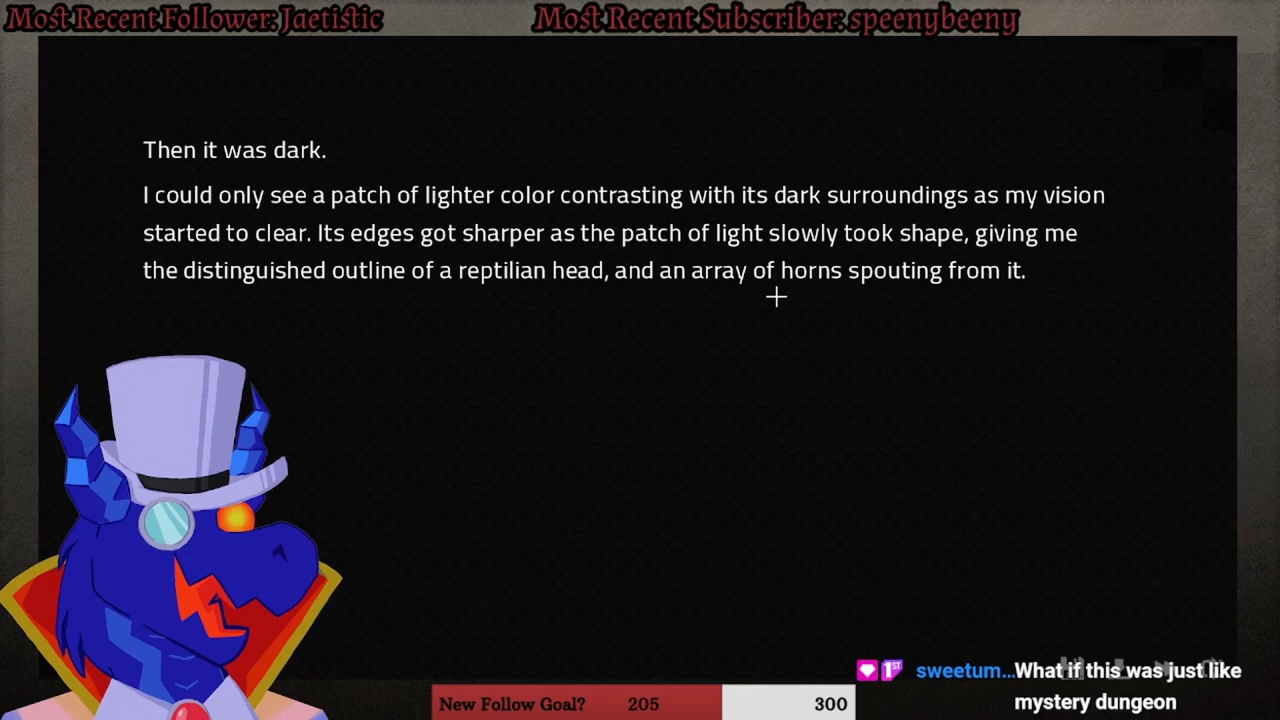 Most Recent Follower: Jaetistic
Most Recent Subscriber: speenybeeny
Then it was dark.
I could only see a patch of lighter color contrasting with its dark surroundings as my vision
started to clear. Its edges got sharper as the patch of light slowly took shape, giving me
the distinguished outline of a reptilian head, and an array of horns spouting from it.
1ST sweetum...What if this was just like
mystery dungeon
New Follow Goal? 205 300